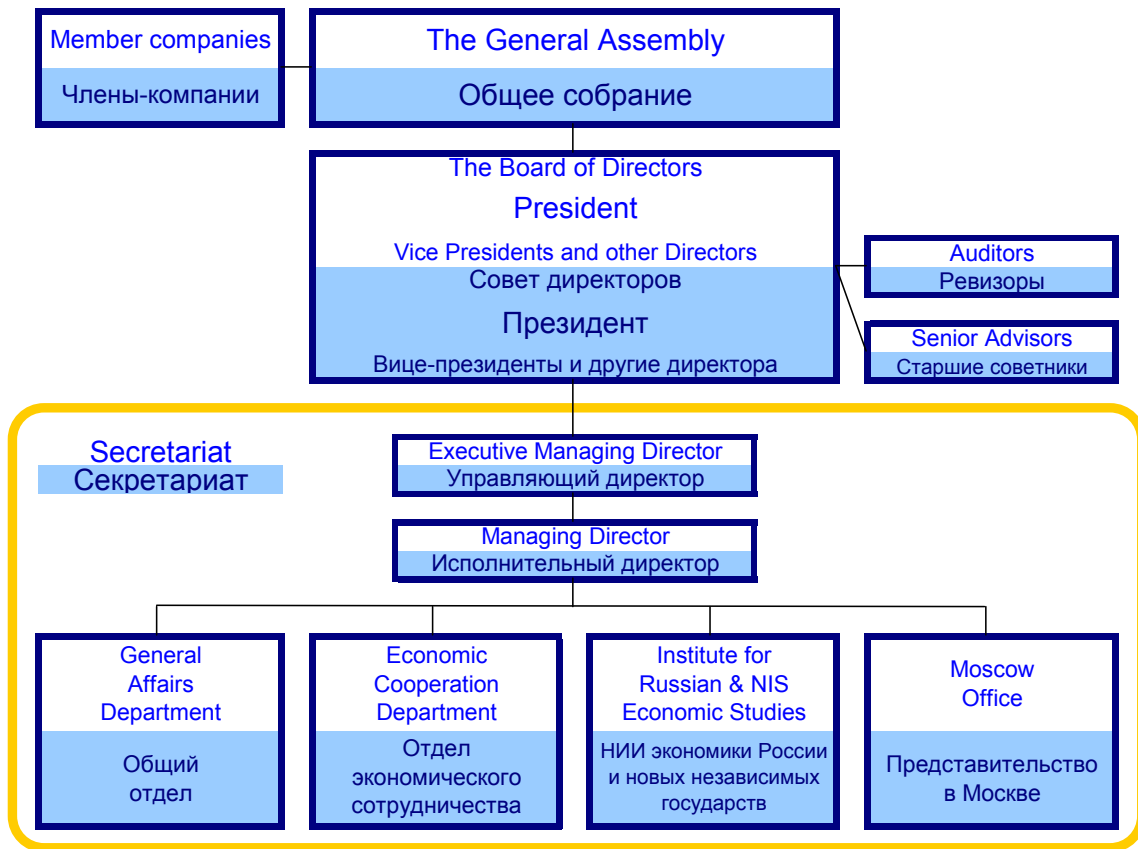 Member companies
Члены-компании
The General Assembly
Общее собрание
The Board of Directors
President
Vice Presidents and other Directors
Совет директоров
Президент
Вице-президенты и другие директора
Auditors
Ревизоры
Senior Advisors
Старшие советники
Secretariat
Секретариат
Executive Managing Director
Управляющий директор
Managing Director
Исполнительный директор
General
Affairs
Department
Общий
отдел
Economic
Cooperation
Department
Отдел
экономического
сотрудничества
Institute for
Russian & NIS
Economic Studies
НИИ экономики России
и новых независимых
государств
Moscow
Office
Представительство
в Москве